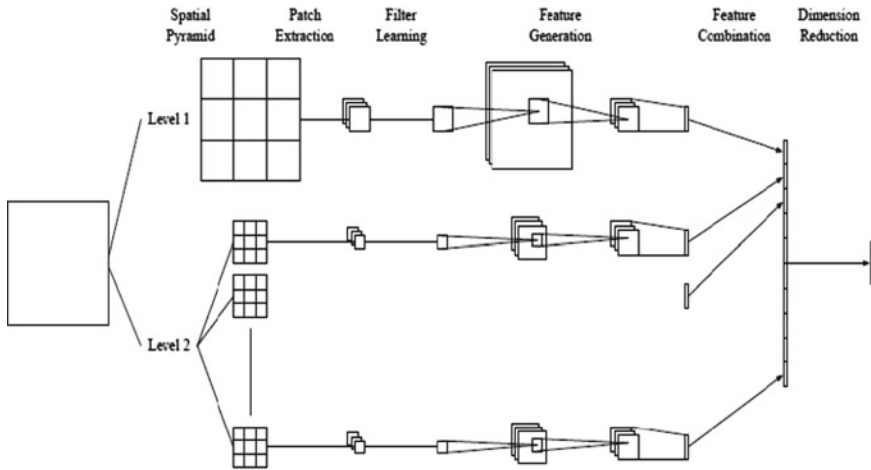 Spatial Pyramid
Patch Extraction
Filter Learning
Feature Generation
Feature Combination
Dimension Reduction
Level 1
Level 2